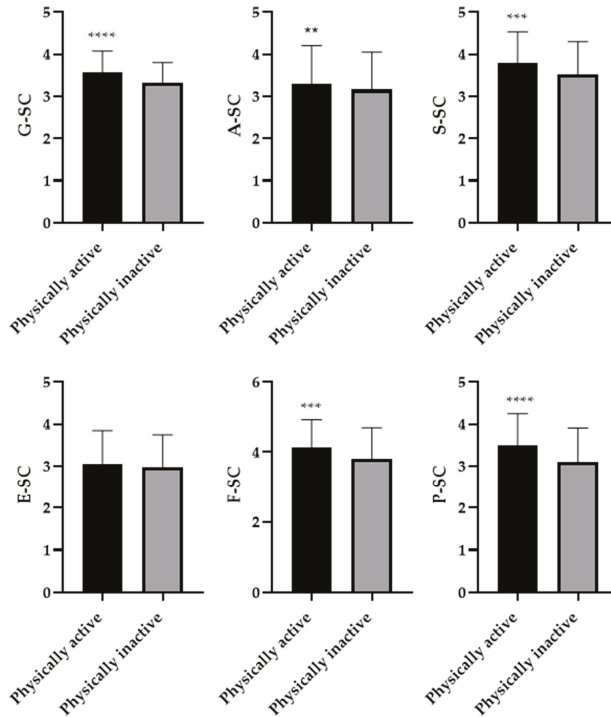 ****
5
4
3
2
1
0
G-SC
Physically active
Physically inactive
**
5
4
3
2
1
0
A-SC
Physically active
Physically inactive
***
5
4
3
2
1
0
S-SC
Physically active
Physically inactive
5
4
3
2
1
0
E-SC
Physically active
Physically inactive
***
6
4
2
0
F-SC
Physically active
Physically inactive
****
5
4
3
2
1
0
P-SC
Physically active
Physically inactive